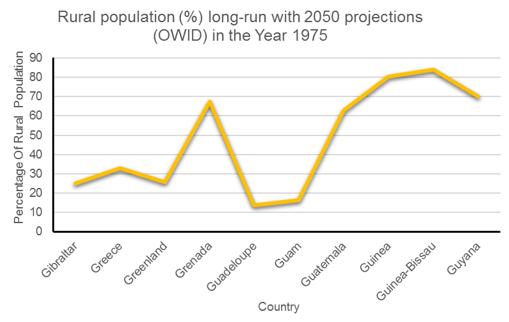 Rural population (%) long-run with 2050 projections
(OWID) in the Year 1975
Percentage Of Rural Population
90
80
70
60
50
40
30
20
10
0
Gibraltar
Greece
Greenland
Grenada
Guadeloupe
Guam
Guatemala
Guinea
Guinea-Bissau
Guyana
Country